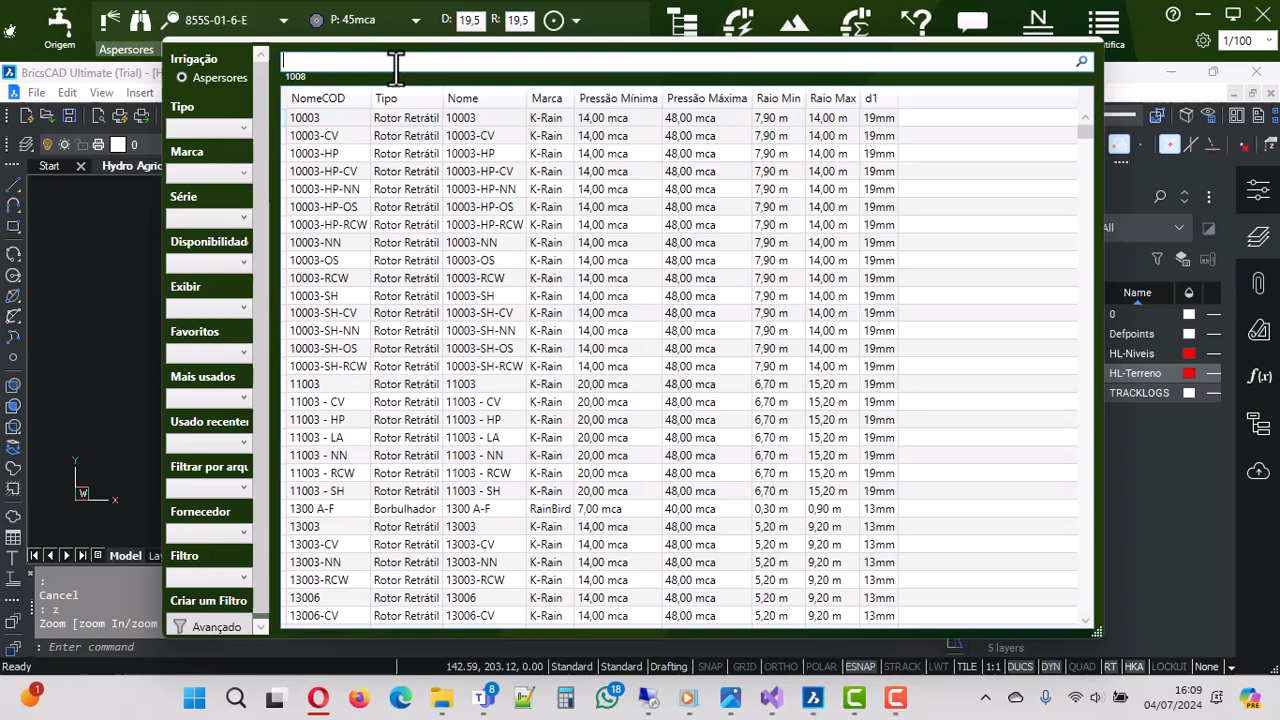 855S-01-6-E P: 45mca D: 19,5 R: 19,5
Origem
Aspersores
1/100
BricsCAD Ultimate (Trial) - [H
File Edit View Insert
Start Hydro Agric
0
Irrigação
Aspersores
Tipo
Marca
Série
Disponibilidad
Exibir
Favoritos
Mais usados
Usado recenter
Filtrar por arqu
Fornecedor
Filtro
Criar um Filtro
Avançado
1008
NomeCOD Tipo Nome Marca Pressão Mínima Pressão Máxima Raio Min Raio Max d1
10003 Rotor Retrátil 10003 K-Rain 14,00 mca 48,00 mca 7,90 m 14,00 m 19mm
10003-CV Rotor Retrátil 10003-CV K-Rain 14,00 mca 48,00 mca 7,90 m 14,00 m 19mm
10003-HP Rotor Retrátil 10003-HP K-Rain 14,00 mca 48,00 mca 7,90 m 14,00 m 19mm
10003-HP-CV Rotor Retrátil 10003-HP-CV K-Rain 14,00 mca 48,00 mca 7,90 m 14,00 m 19mm
10003-HP-NN Rotor Retrátil 10003-HP-NN K-Rain 14,00 mca 48,00 mca 7,90 m 14,00 m 19mm
10003-HP-OS Rotor Retrátil 10003-HP-OS K-Rain 14,00 mca 48,00 mca 7,90 m 14,00 m 19mm
10003-HP-RCW Rotor Retrátil 10003-HP-RCW K-Rain 14,00 mca 48,00 mca 7,90 m 14,00 m 19mm
10003-NN Rotor Retrátil 10003-NN K-Rain 14,00 mca 48,00 mca 7,90 m 14,00 m 19mm
10003-OS Rotor Retrátil 10003-OS K-Rain 14,00 mca 48,00 mca 7,90 m 14,00 m 19mm
10003-RCW Rotor Retrátil 10003-RCW K-Rain 14,00 mca 48,00 mca 7,90 m 14,00 m 19mm
10003-SH Rotor Retrátil 10003-SH K-Rain 14,00 mca 48,00 mca 7,90 m 14,00 m 19mm
10003-SH-CV Rotor Retrátil 10003-SH-CV K-Rain 14,00 mca 48,00 mca 7,90 m 14,00 m 19mm
10003-SH-NN Rotor Retrátil 10003-SH-NN K-Rain 14,00 mca 48,00 mca 7,90 m 14,00 m 19mm
10003-SH-OS Rotor Retrátil 10003-SH-OS K-Rain 14,00 mca 48,00 mca 7,90 m 14,00 m 19mm
10003-SH-RCW Rotor Retrátil 10003-SH-RCW K-Rain 14,00 mca 48,00 mca 7,90 m 14,00 m 19mm
11003 Rotor Retrátil 11003 K-Rain 20,00 mca 48,00 mca 6,70 m 15,20 m 19mm
11003 - CV Rotor Retrátil 11003 - CV K-Rain 20,00 mca 48,00 mca 6,70 m 15,20 m 19mm
11003 - HP Rotor Retrátil 11003 - HP K-Rain 20,00 mca 48,00 mca 6,70 m 15,20 m 19mm
11003 - LA Rotor Retrátil 11003 - LA K-Rain 20,00 mca 48,00 mca 6,70 m 15,20 m 19mm
11003 - NN Rotor Retrátil 11003 - NN K-Rain 20,00 mca 48,00 mca 6,70 m 15,20 m 19mm
11003 - RCW Rotor Retrátil 11003 - RCW K-Rain 20,00 mca 48,00 mca 6,70 m 15,20 m 19mm
11003 - SH Rotor Retrátil 11003 - SH K-Rain 20,00 mca 48,00 mca 6,70 m 15,20 m 19mm
1300 A-F Borbulhador 1300 A-F RainBird 7,00 mca 40,00 mca 0,30 m 0,90 m 13mm
13003 Rotor Retrátil 13003 K-Rain 14,00 mca 48,00 mca 5,20 m 9,20 m 13mm
13003-CV Rotor Retrátil 13003-CV K-Rain 14,00 mca 48,00 mca 5,20 m 9,20 m 13mm
13003-NN Rotor Retrátil 13003-NN K-Rain 14,00 mca 48,00 mca 5,20 m 9,20 m 13mm
13003-RCW Rotor Retrátil 13003-RCW K-Rain 14,00 mca 48,00 mca 5,20 m 9,20 m 13mm
13006 Rotor Retrátil 13006 K-Rain 14,00 mca 48,00 mca 5,20 m 9,20 m 13mm
13006-CV Rotor Retrátil 13006-CV K-Rain 14,00 mca 48,00 mca 5,20 m 9,20 m 13mm
Name
0
Defpoints
HL-Niveis
HL-Terreno
TRACKLOGS
5 layers
Y
W
X
Model
:
Cancel
: z
Zoom [zoom In/zoom
: Enter command
Ready 142.59, 203.12, 0.00 Standard Standard Drafting SNAP GRID ORTHO POLAR ESNAP STRACK LWT TILE 1:1 DUCS DYN QUAD RT HKA LOCKUI None
1 8 18
16:09
04/07/2024
PRE